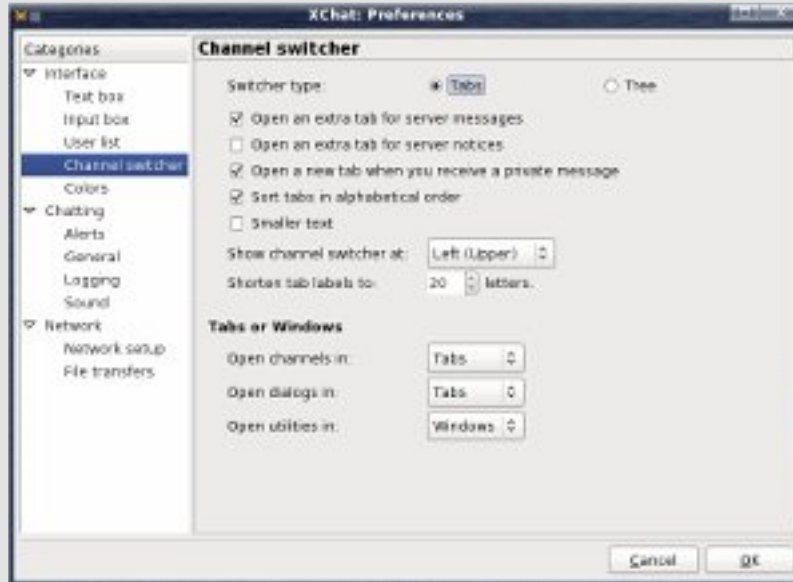 XChat: Preferences
Categories
Interface
Text box
Input box
User list
Channel switcher
Colors
Chatting
Alerts
General
Logging
Sound
Network
Network setup
File transfers
Channel switcher
Switcher type: Tabs Tree
Open an extra tab for server messages
Open an extra tab for server notices
Open a new tab when you receive a private message
Sort tabs in alphabetical order
Smaller text
Show channel switcher at: Left (Upper)
Shorten tab labels to: 20 letters.
Tabs or Windows
Open channels in: Tabs
Open dialogs in: Tabs
Open utilities in: Windows
Cancel OK